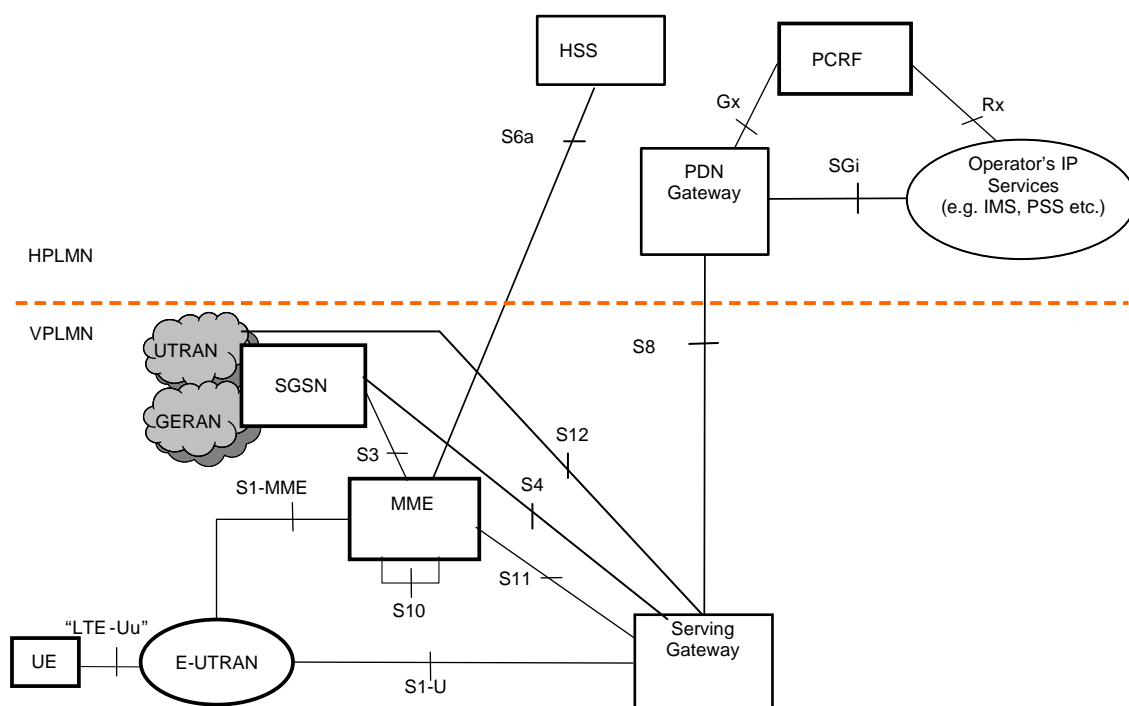 HSS
PCRF
Gx
Rx
S6a
PDN
Gateway
SGi
Operator's IP
Services
(e.g. IMS, PSS etc.)
HPLMN
VPLMN
UTRAN
S8
SGSN
GERAN
S12
S3
S4
S1-MME
MME
S11
S10
"LTE-Uu"
UE
E-UTRAN
S1-U
Serving
Gateway